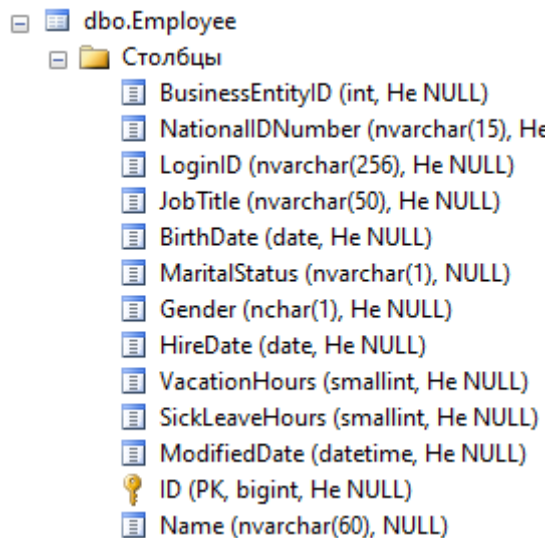 dbo.Employee
Столбцы
BusinessEntityID (int, Не NULL)
NationalIDNumber (nvarchar(15), Не
LoginID (nvarchar(256), Не NULL)
JobTitle (nvarchar(50), Не NULL)
BirthDate (date, Не NULL)
MaritalStatus (nvarchar(1), NULL)
Gender (nchar(1), Не NULL)
HireDate (date, Не NULL)
VacationHours (smallint, Не NULL)
SickLeaveHours (smallint, Не NULL)
ModifiedDate (datetime, Не NULL)
ID (PK, bigint, Не NULL)
Name (nvarchar(60), NULL)